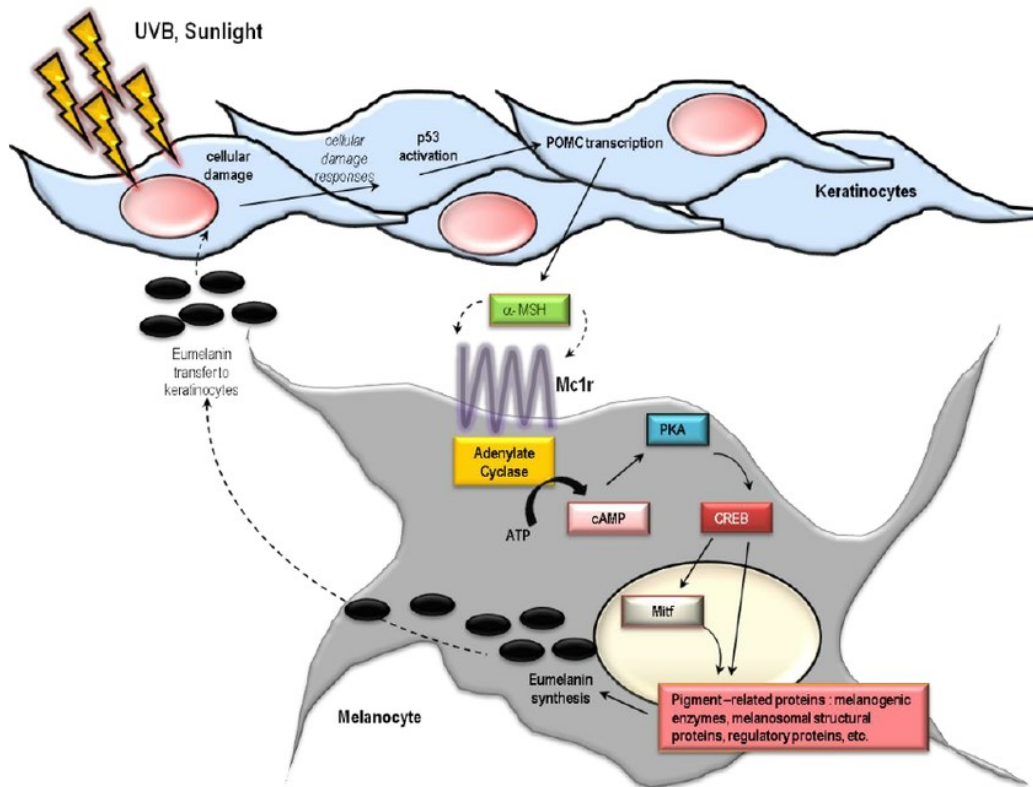 UVB, Sunlight
cellular
damage
cellular
damage
responses
p53
activation
POMC transcription
Keratinocytes
α-MSH
Eumelanin
transfer to
keratinocytes
Mc1r
Adenylate
Cyclase
PKA
ATP
cAMP
CREB
Mitf
Eumelanin
synthesis
Pigment–related proteins : melanogenic
enzymes, melanosomal structural
proteins, regulatory proteins, etc.
Melanocyte